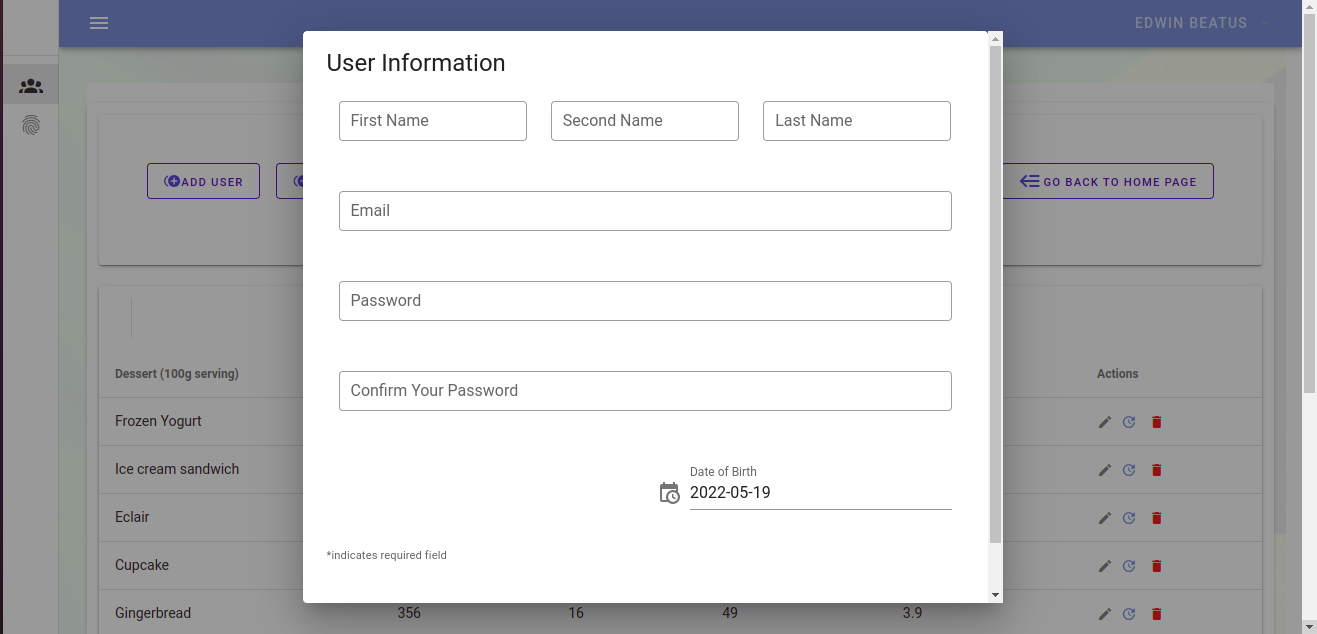 EDWIN BEATUS
User Information
First Name Second Name Last Name
ADD USER GO BACK TO HOME PAGE
Email
Password
Dessert (100g serving) Actions
Confirm Your Password
Frozen Yogurt
Ice cream sandwich
Date of Birth
2022-05-19
Eclair
*indicates required field
Cupcake
Gingerbread 356 16 49 3.9